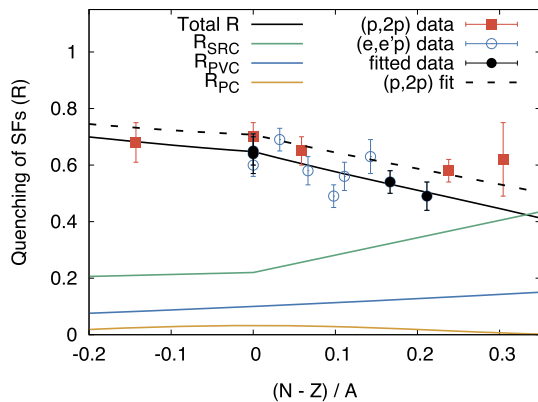 Total R
R_SRC
R_PVC
R_PC
(p,2p) data
(e,e'p) data
fitted data
(p,2p) fit
Quenching of SFs (R)
1
0.8
0.6
0.4
0.2
0
-0.2
-0.1
0
0.1
0.2
0.3
(N - Z) / A